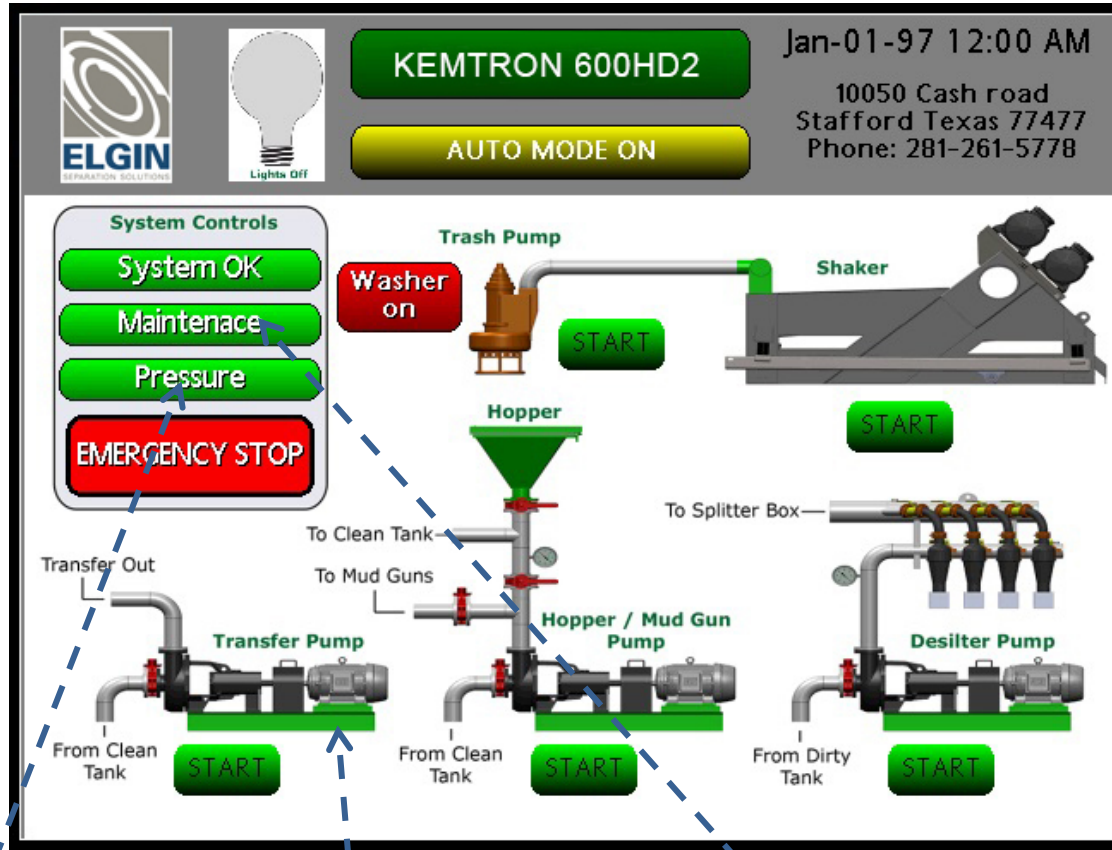 ELGIN
SEPARATION SOLUTIONS
Lights Off
KEMTRON 600HD2
AUTO MODE ON
Jan-01-97 12:00 AM
10050 Cash road
Stafford Texas 77477
Phone: 281-261-5778
System Controls
System OK
Maintenace
Pressure
EMERGENCY STOP
Washer
on
Trash Pump
START
Shaker
START
Hopper
To Clean Tank
To Mud Guns
Transfer Out
Transfer Pump
From Clean
Tank
START
Hopper / Mud Gun
Pump
From Clean
Tank
START
To Splitter Box
Desilter Pump
From Dirty
Tank
START